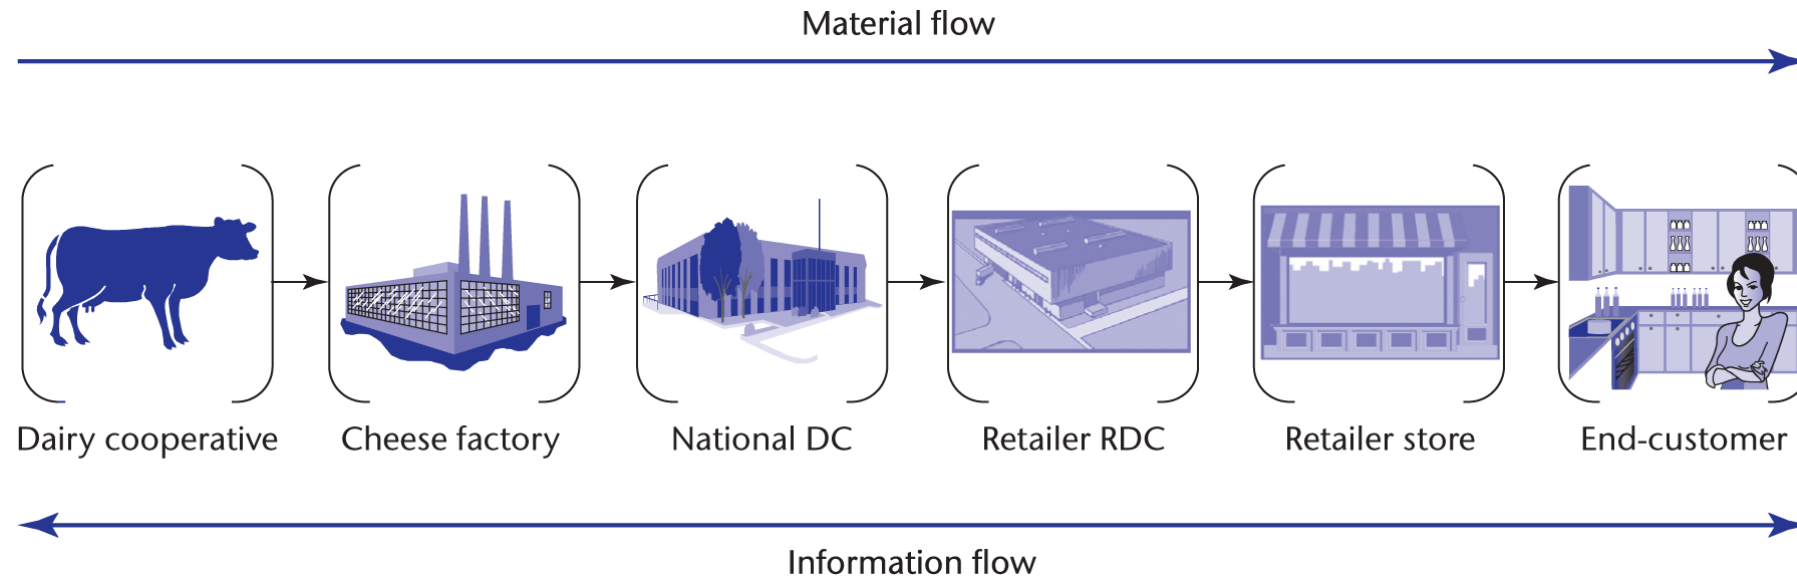 Material flow
Dairy cooperative
Cheese factory
National DC
Retailer RDC
Retailer store
End-customer
Information flow